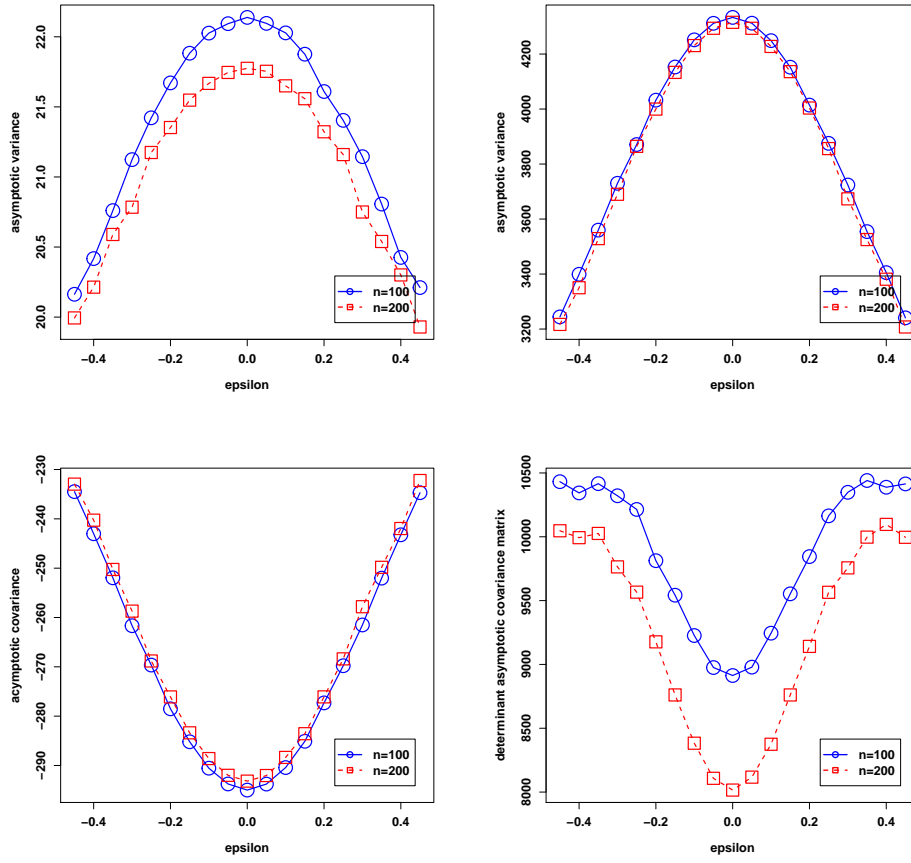 asymptotic variance
22.0
21.5
21.0
20.5
20.0
n=100
n=200
−0.4 −0.2 0.0 0.2 0.4
epsilon
asymptotic variance
4200
4000
3800
3600
3400
3200
n=100
n=200
−0.4 −0.2 0.0 0.2 0.4
epsilon
acymptotic covariance
−230
−240
−250
−260
−270
−280
−290
n=100
n=200
−0.4 −0.2 0.0 0.2 0.4
epsilon
determinant asymptotic covariance matrix
10500
10000
9500
9000
8500
8000
n=100
n=200
−0.4 −0.2 0.0 0.2 0.4
epsilon